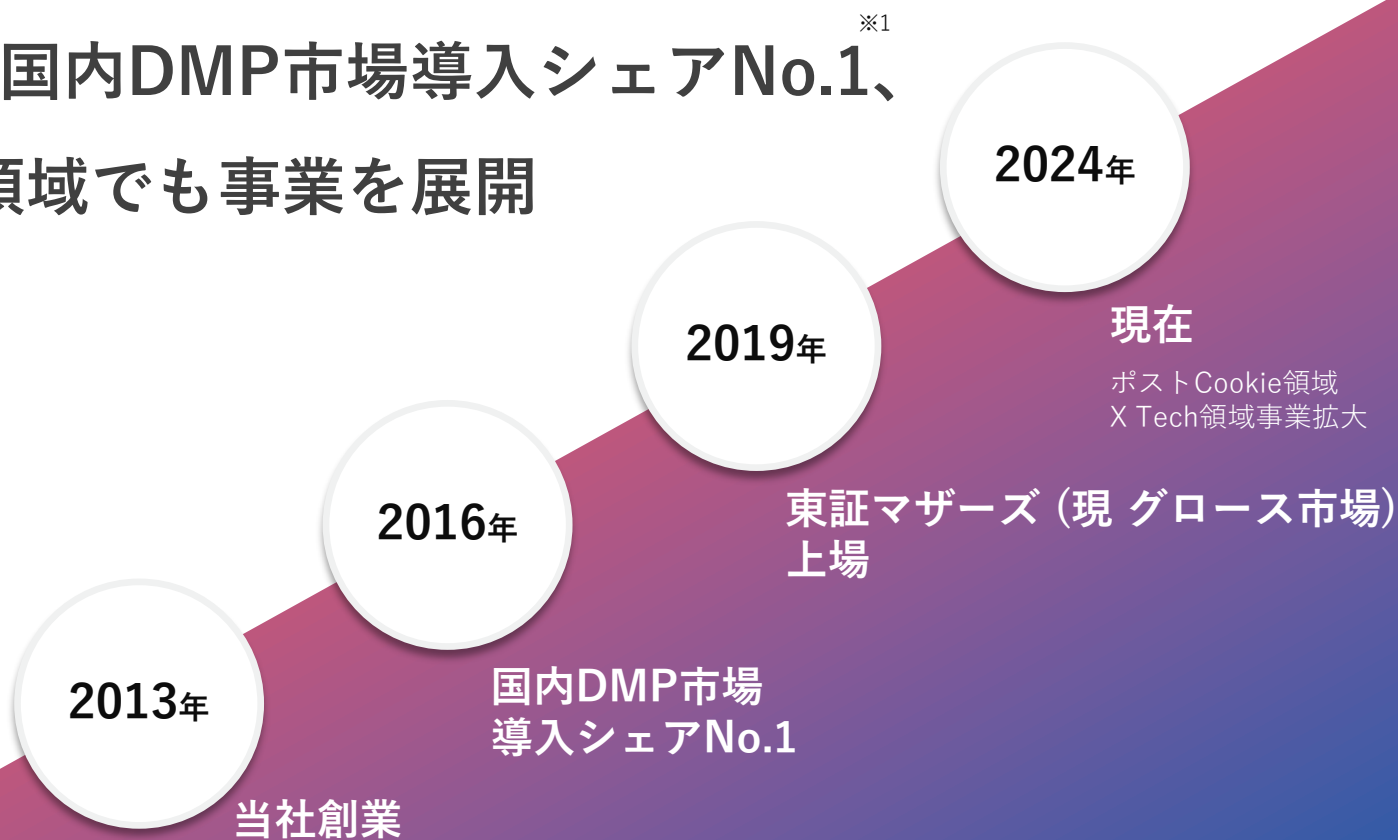 ※1
国内DMP市場導入シェアNo.1、
領域でも事業を展開
2024年
現在
ポストCookie領域
X Tech領域事業拡大
2019年
東証マザーズ (現 グロース市場)
上場
2016年
国内DMP市場
導入シェアNo.1
2013年
当社創業